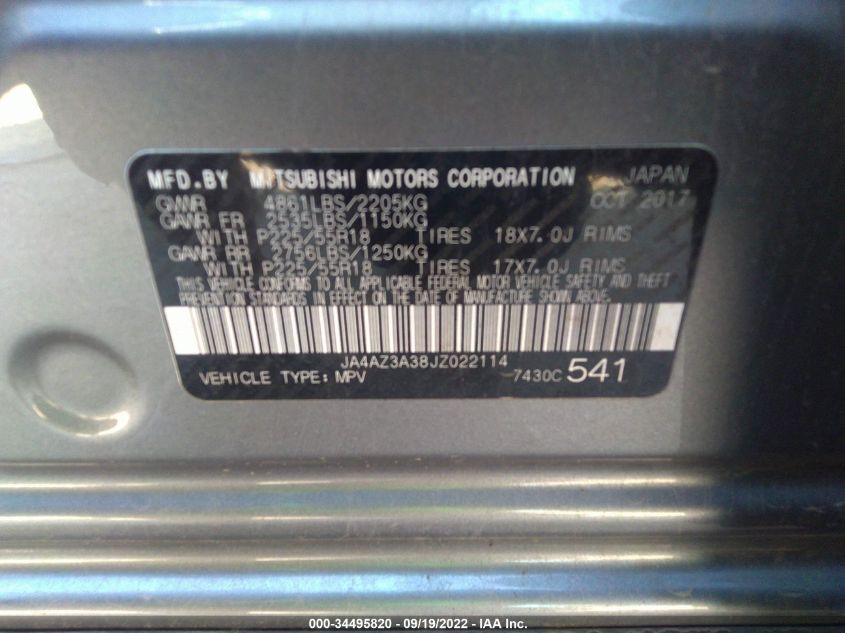 MFD.BY MITSUBISHI MOTORS CORPORATION JAPAN
GVWR 4861LBS/2205KG OCT 2017
GAWR FR 2535LBS/1150KG
WITH P225/55R18 TIRES 18X7.0J RIMS
GAWR RR 2756LBS/1250KG
WITH P225/55R18 TIRES 17X7.0J RIMS
THIS VEHICLE CONFORMS TO ALL APPLICABLE FEDERAL MOTOR VEHICLE SAFETY AND THEFT
PREVENTION STANDARDS IN EFFECT ON THE DATE OF MANUFACTURE SHOWN ABOVE.
JA4AZ3A38JZ022114
VEHICLE TYPE: MPV 7430C 541
000-34495820 - 09/19/2022 - IAA Inc.